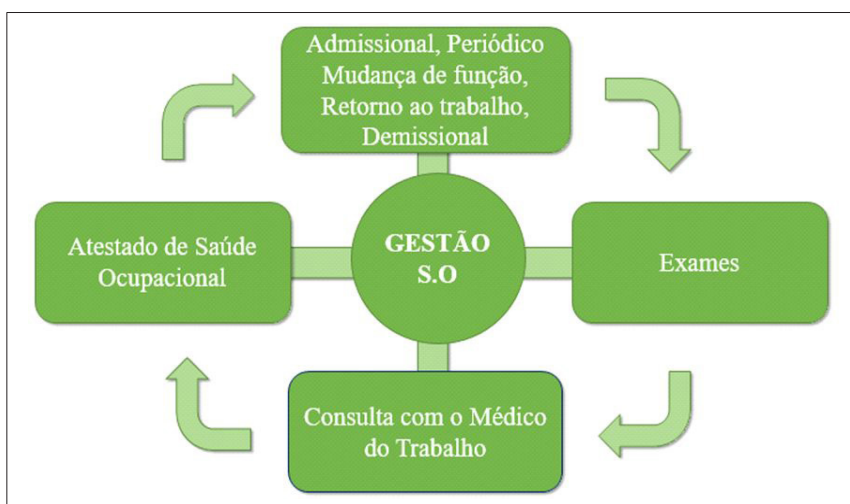 Admissional, Periódico
Mudança de função,
Retorno ao trabalho,
Demissional
Atestado de Saúde
Ocupacional
GESTÃO
S.O
Exames
Consulta com o Médico
do Trabalho